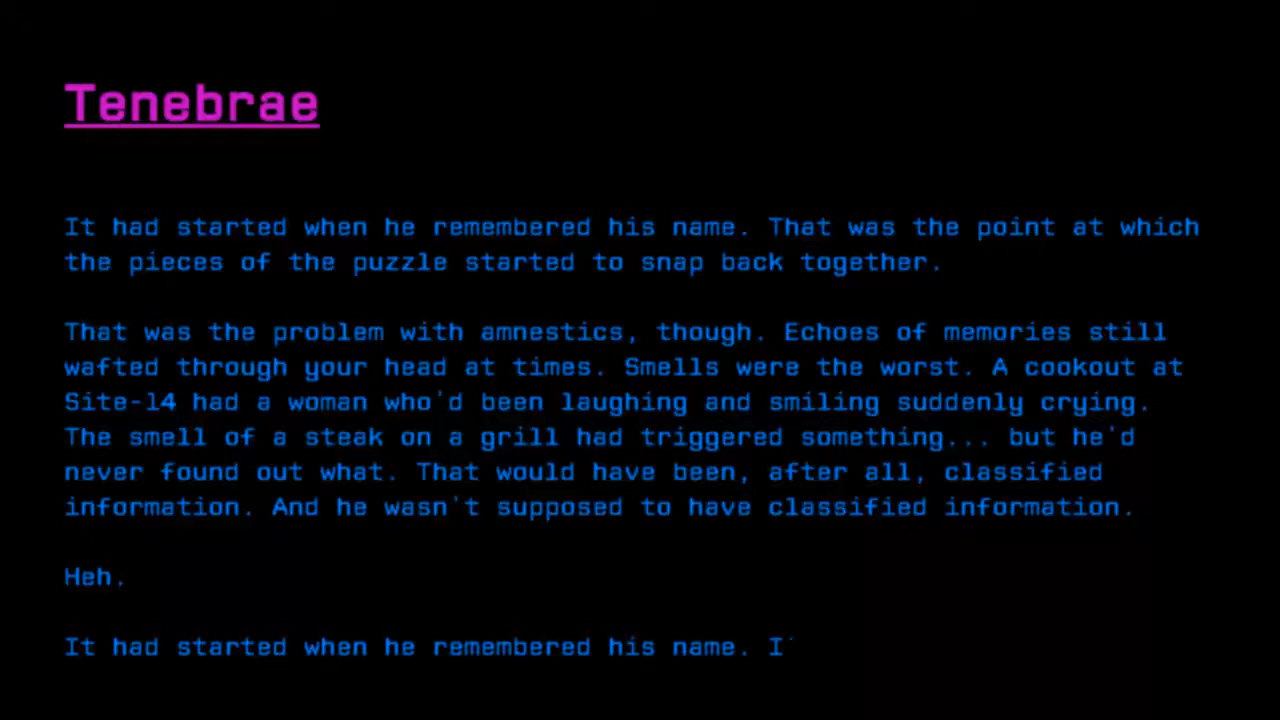 Tenebrae
It had started when he remembered his name. That was the point at which
the pieces of the puzzle started to snap back together.
That was the problem with amnestics, though. Echoes of memories still
wafted through your head at times. Smells were the worst. A cookout at
Site-14 had a woman who'd been laughing and smiling suddenly crying.
The smell of a steak on a grill had triggered something... but he'd
never found out what. That would have been, after all, classified
information. And he wasn't supposed to have classified information.
Heh.
It had started when he remembered his name. I